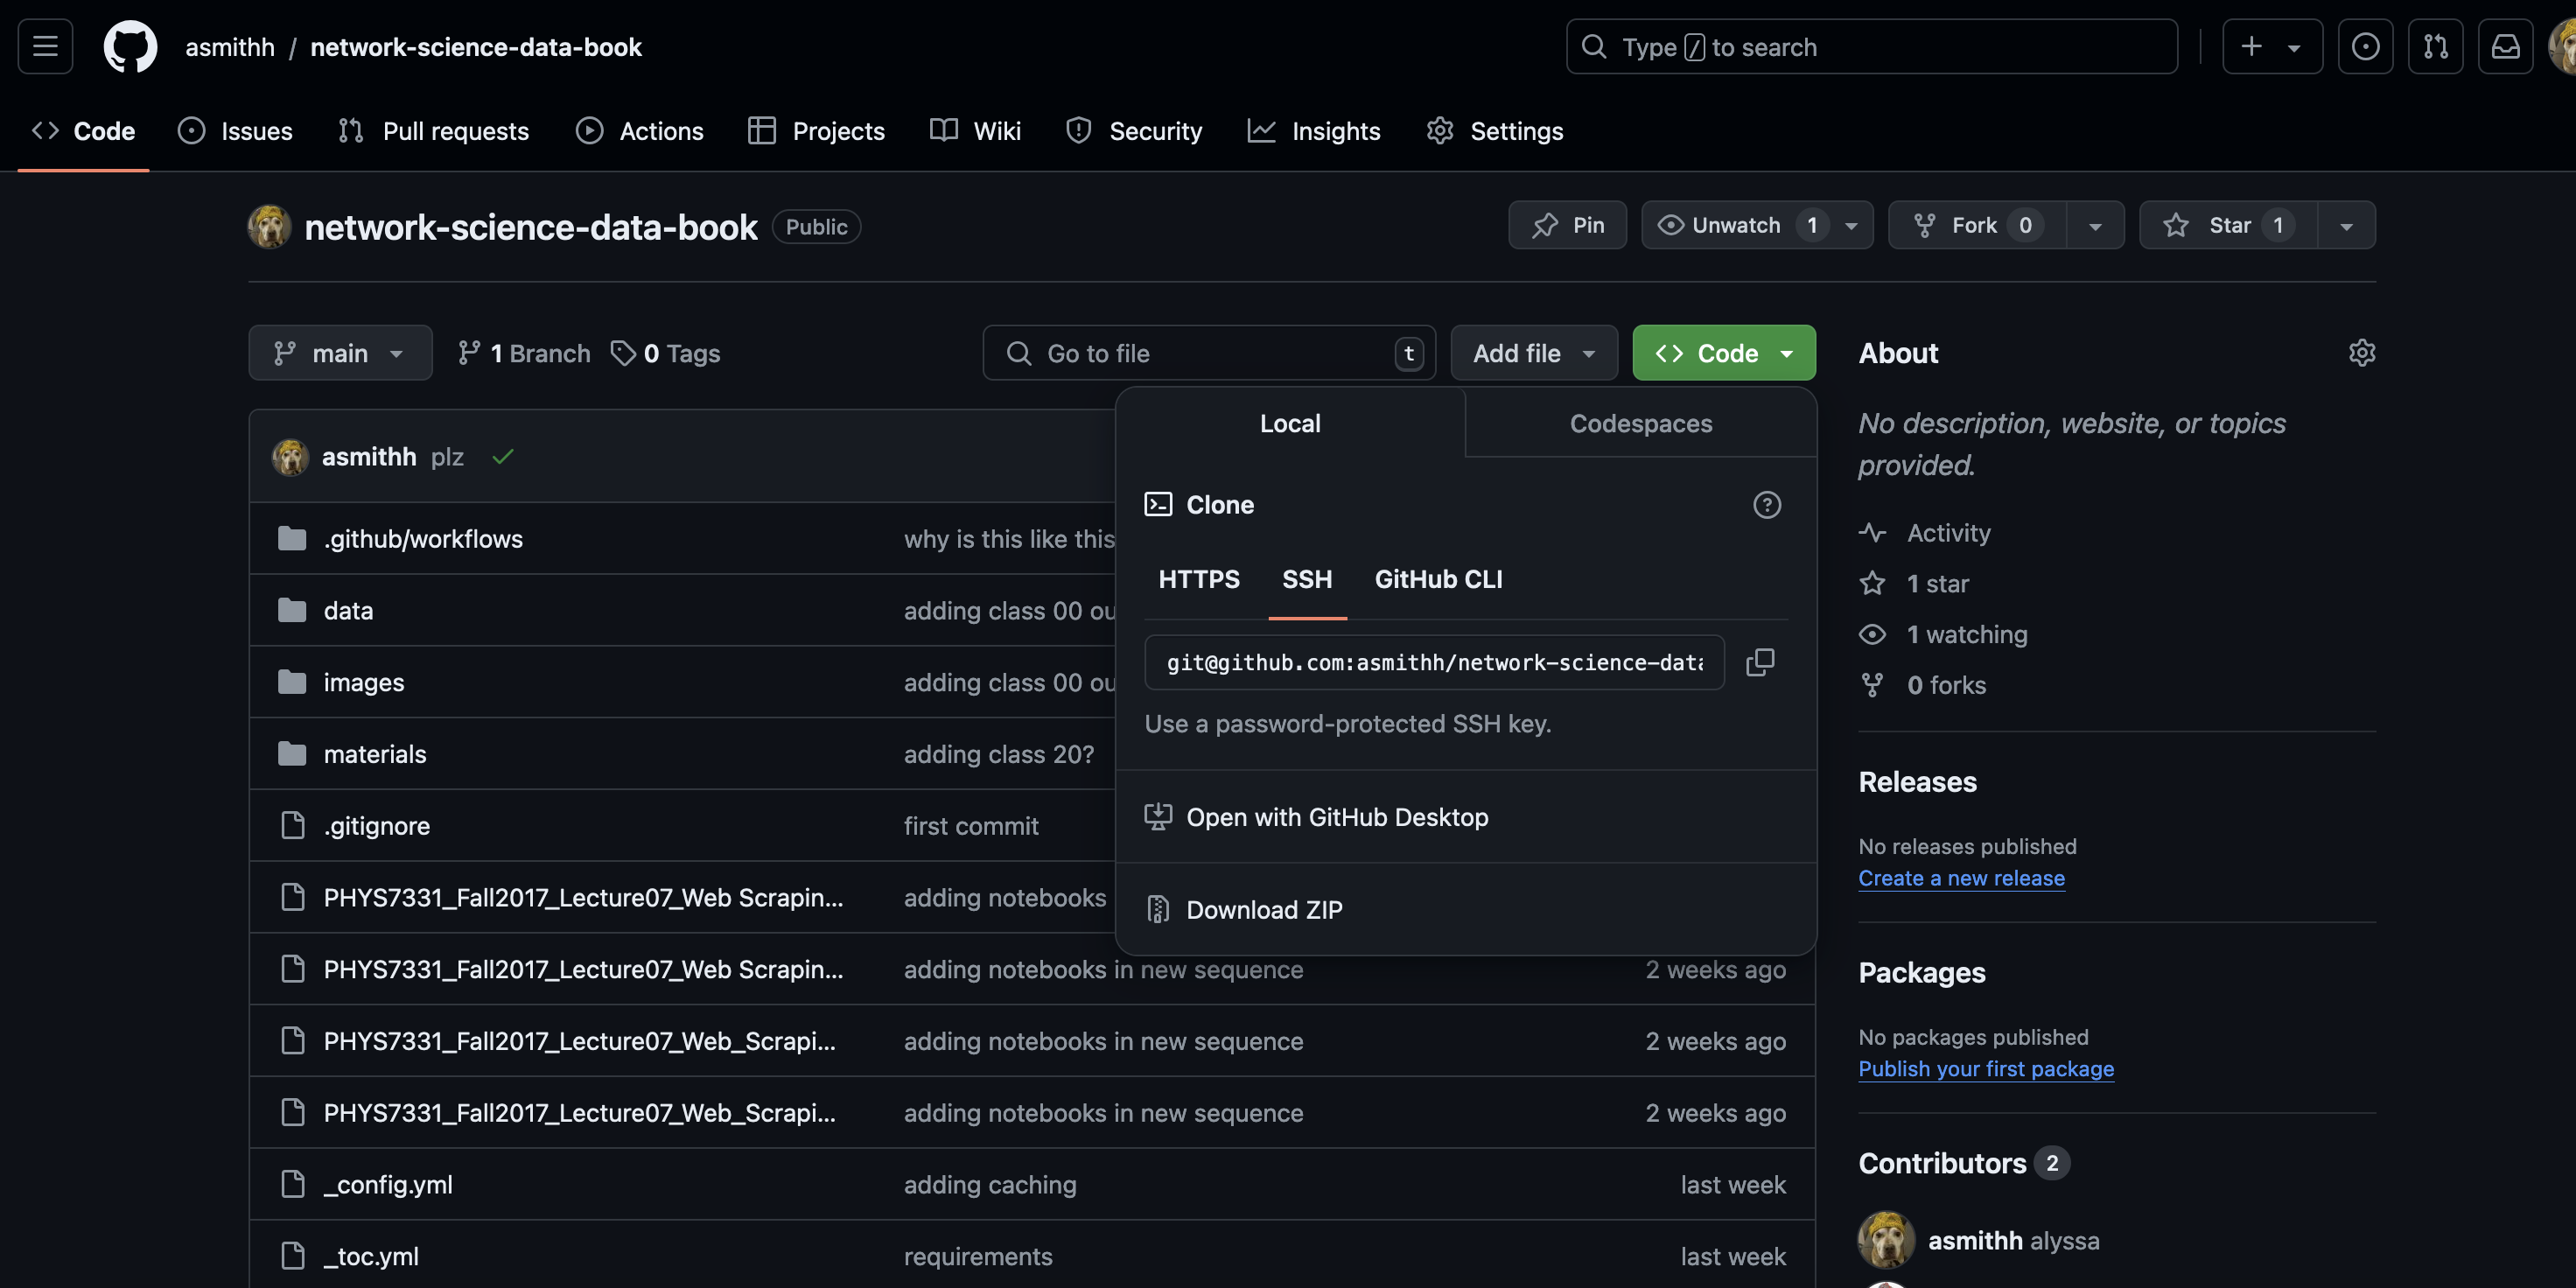 asmithh / network-science-data-book
Type / to search
Code Issues Pull requests Actions Projects Wiki Security Insights Settings
network-science-data-book Public
Pin Unwatch 1 Fork 0 Star 1
main 1 Branch 0 Tags Go to file t Add file Code
asmithh plz
.github/workflows why is this like this
data adding class 00 ou
images adding class 00 ou
materials adding class 20?
.gitignore first commit
PHYS7331_Fall2017_Lecture07_Web Scrapin... adding notebooks
PHYS7331_Fall2017_Lecture07_Web Scrapin... adding notebooks in new sequence 2 weeks ago
PHYS7331_Fall2017_Lecture07_Web_Scrapi... adding notebooks in new sequence 2 weeks ago
PHYS7331_Fall2017_Lecture07_Web_Scrapi... adding notebooks in new sequence 2 weeks ago
_config.yml adding caching last week
_toc.yml requirements last week
Local Codespaces
Clone
HTTPS SSH GitHub CLI
git@github.com:asmithh/network-science-data
Use a password-protected SSH key.
Open with GitHub Desktop
Download ZIP
About
No description, website, or topics
provided.
Activity
1 star
1 watching
0 forks
Releases
No releases published
Create a new release
Packages
No packages published
Publish your first package
Contributors 2
asmithh alyssa